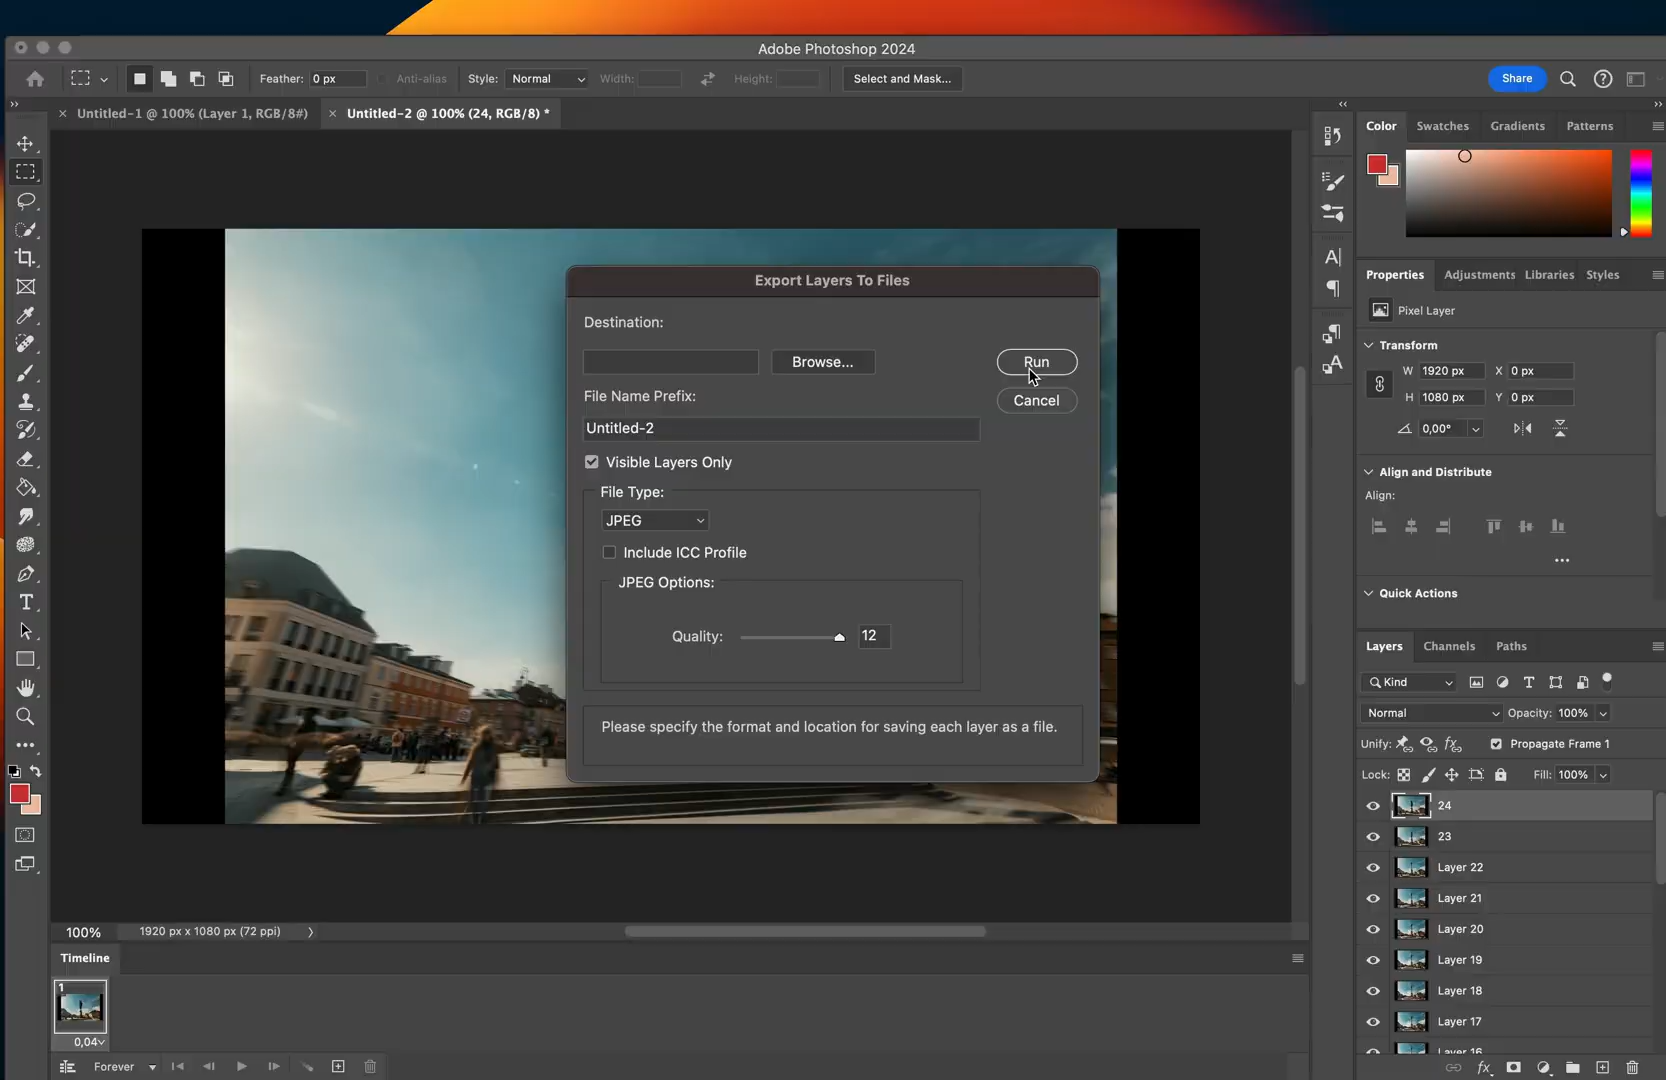 Adobe Photoshop 2024
Feather: 0 px Anti-alias Style: Normal Width: Height: Select and Mask... Share
Untitled-1 @ 100% (Layer 1, RGB/8#) Untitled-2 @ 100% (24, RGB/8) *
Color Swatches Gradients Patterns
Export Layers To Files
Destination:
Browse... Run
File Name Prefix:
Cancel
Untitled-2
Visible Layers Only
File Type:
JPEG
Include ICC Profile
JPEG Options:
Quality: 12
Please specify the format and location for saving each layer as a file.
Properties Adjustments Libraries Styles
Pixel Layer
Transform
W 1920 px X 0 px
H 1080 px Y 0 px
0,00°
Align and Distribute
Align:
Quick Actions
Layers Channels Paths
Kind
Normal Opacity: 100%
Unify: Propagate Frame 1
Lock: Fill: 100%
24
23
Layer 22
Layer 21
Layer 20
Layer 19
Layer 18
Layer 17
Layer 16
100% 1920 px x 1080 px (72 ppi)
Timeline
1
0,04
Forever